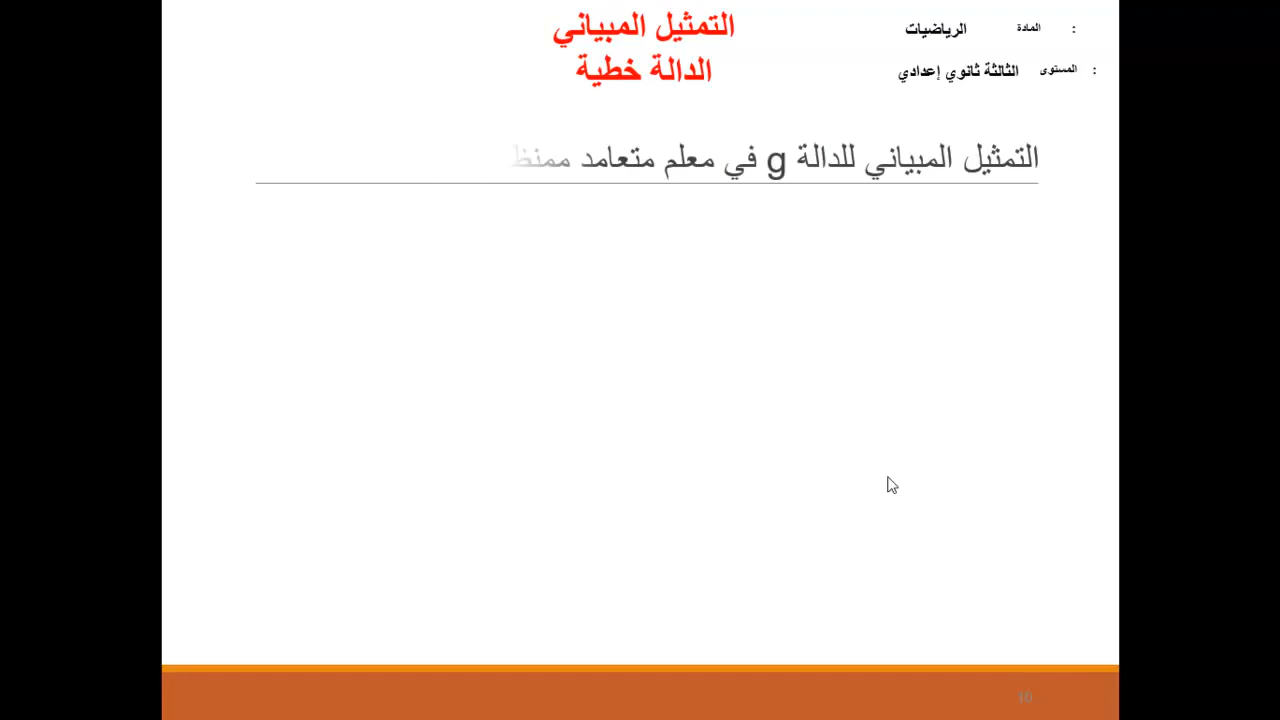 التمثيل المبياني
الدالة خطية
المادة : الرياضيات
المستوى : الثالثة ثانوي إعدادي
التمثيل المبياني للدالة g في معلم متعامد